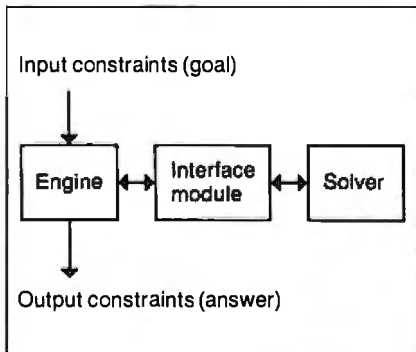 Input constraints (goal)
Engine
Interface
module
Solver
Output constraints (answer)